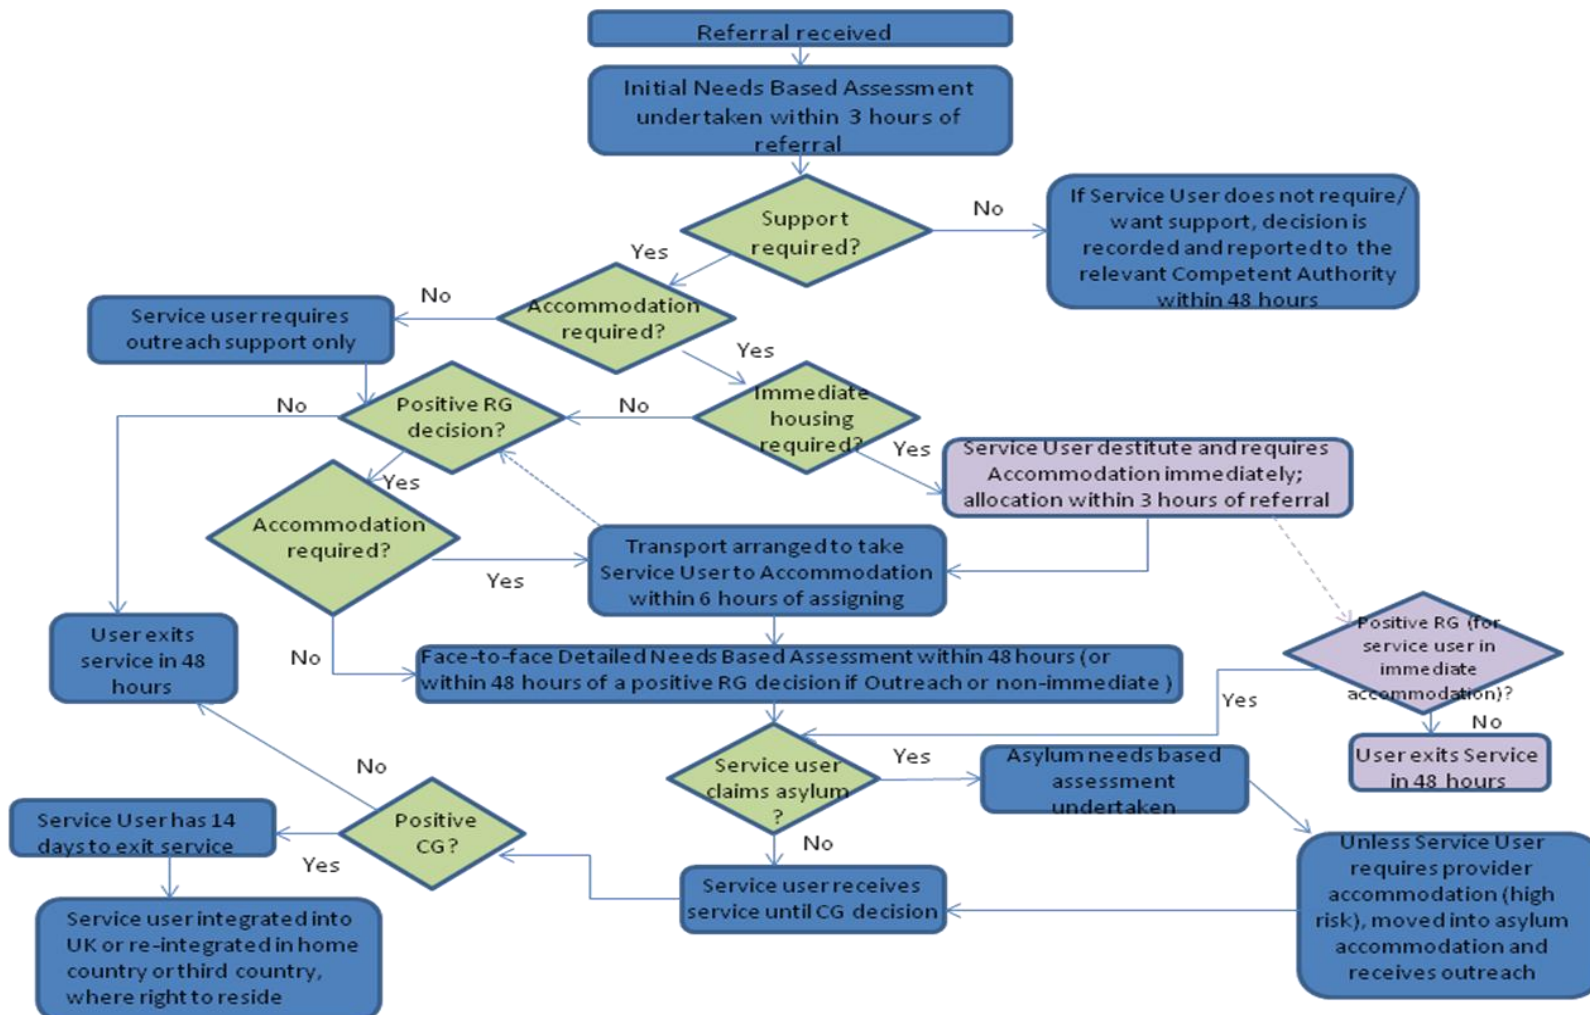 Referral received
Initial Needs Based Assessment
undertaken within 3 hours of
referral
Support
required?
No
If Service User does not require/
want support, decision is
recorded and reported to the
relevant Competent Authority
within 48 hours
Yes
Accommodation
required?
No
Service user requires
outreach support only
Yes
Immediate
housing
required?
No
Positive RG
decision?
No
Yes
Service User destitute and requires
Accommodation immediately;
allocation within 3 hours of referral
Yes
Accommodation
required?
Yes
Transport arranged to take
Service User to Accommodation
within 6 hours of assigning
User exits
service in 48
hours
No
Face-to-face Detailed Needs Based Assessment within 48 hours (or
within 48 hours of a positive RG decision if Outreach or non-immediate )
Positive RG (for
service user in
immediate
accommodation)?
Yes
No
User exits Service
in 48 hours
Service user
claims asylum
?
Yes
Asylum needs based
assessment
undertaken
No
Unless Service User
requires provider
accommodation (high
risk), moved into asylum
accommodation and
receives outreach
Service user receives
service until CG decision
Positive
CG?
No
Yes
Service User has 14
days to exit service
Service user integrated into
UK or re-integrated in home
country or third country,
where right to reside